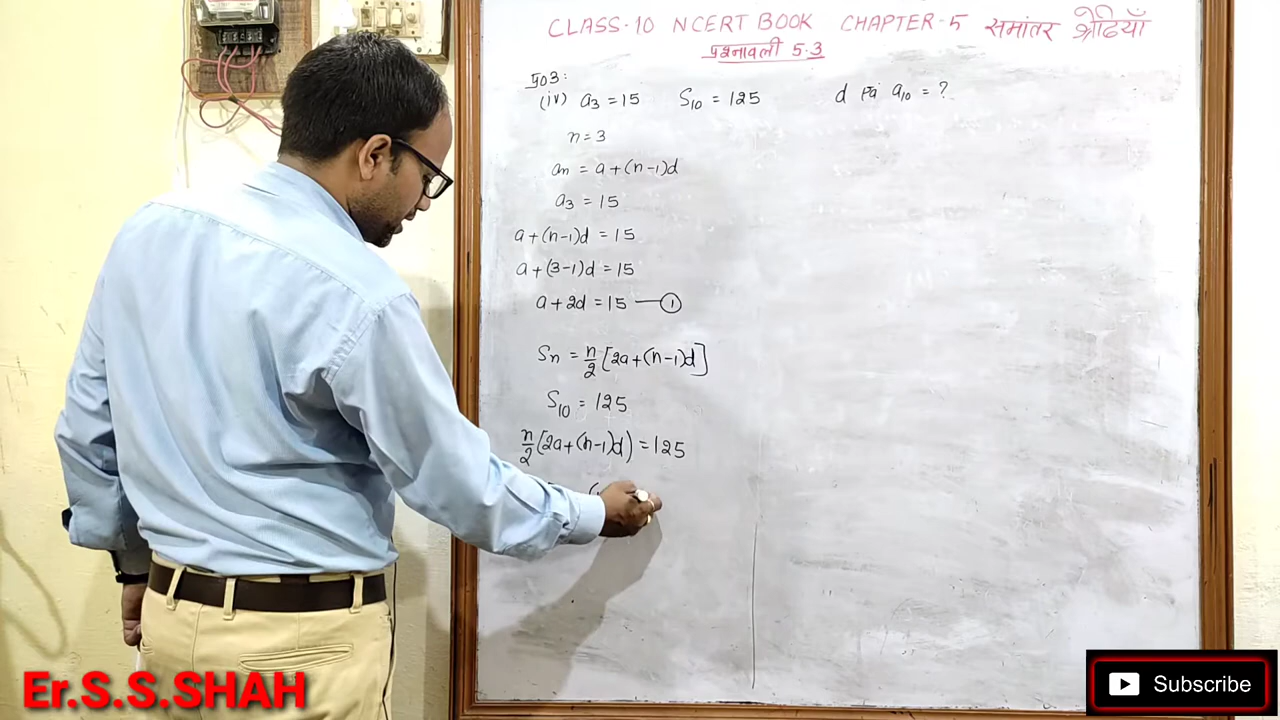 CLASS-10 NCERT BOOK CHAPTER-5 समांतर श्रेढियाँ
प्रश्नावली 5.3
प्र03:
(iv) a₃ = 15 S₁₀ = 125 d एवं a₁₀ = ?
n = 3
an = a + (n-1)d
a₃ = 15
a + (n-1)d = 15
a + (3-1)d = 15
a + 2d = 15 — ①
Sn = n/2 [2a + (n-1)d]
S₁₀ = 125
n/2 (2a + (n-1)d) = 125
Er.S.S.SHAH
Subscribe